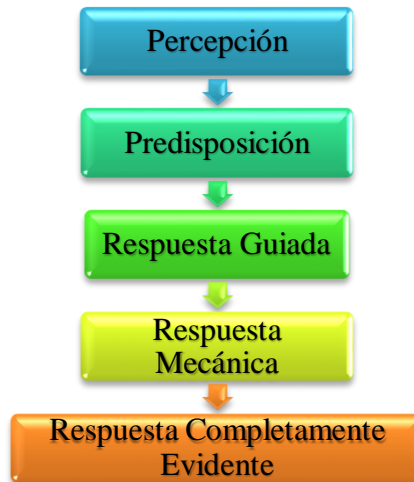 Percepción
Predisposición
Respuesta Guiada
Respuesta
Mecánica
Respuesta Completamente
Evidente